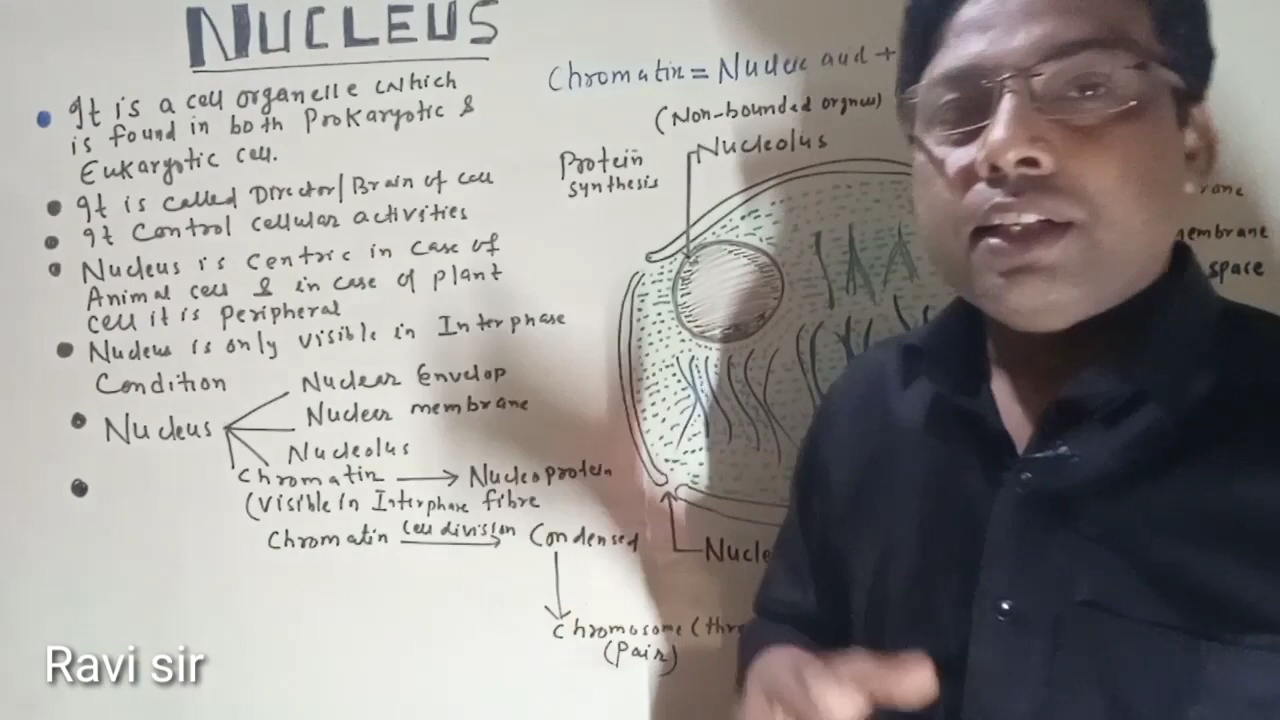 NUCLEUS
• It is a cell organelle which
is found in both Prokaryotic &
Eukaryotic cell.
• It is called Director/Brain of cell
• It Control cellular activities
• Nucleus is centric in case of
Animal cell & in case of plant
cell it is Peripheral
• Nucleus is only visible in Interphase
Condition
• Nucleus
Nuclear Envelop
Nuclear membrane
Nucleolus
Chromatin → Nucleoprotein
(Visible in Interphase fibre
Chromatin cell division → Condensed
Chromosome (thr
(Pair)
Chromatin = Nucleic acid +
(Non-bounded orgnus)
Nucleolus
Protein
synthesis
rane
membrane
space
Nucle
Ravi sir